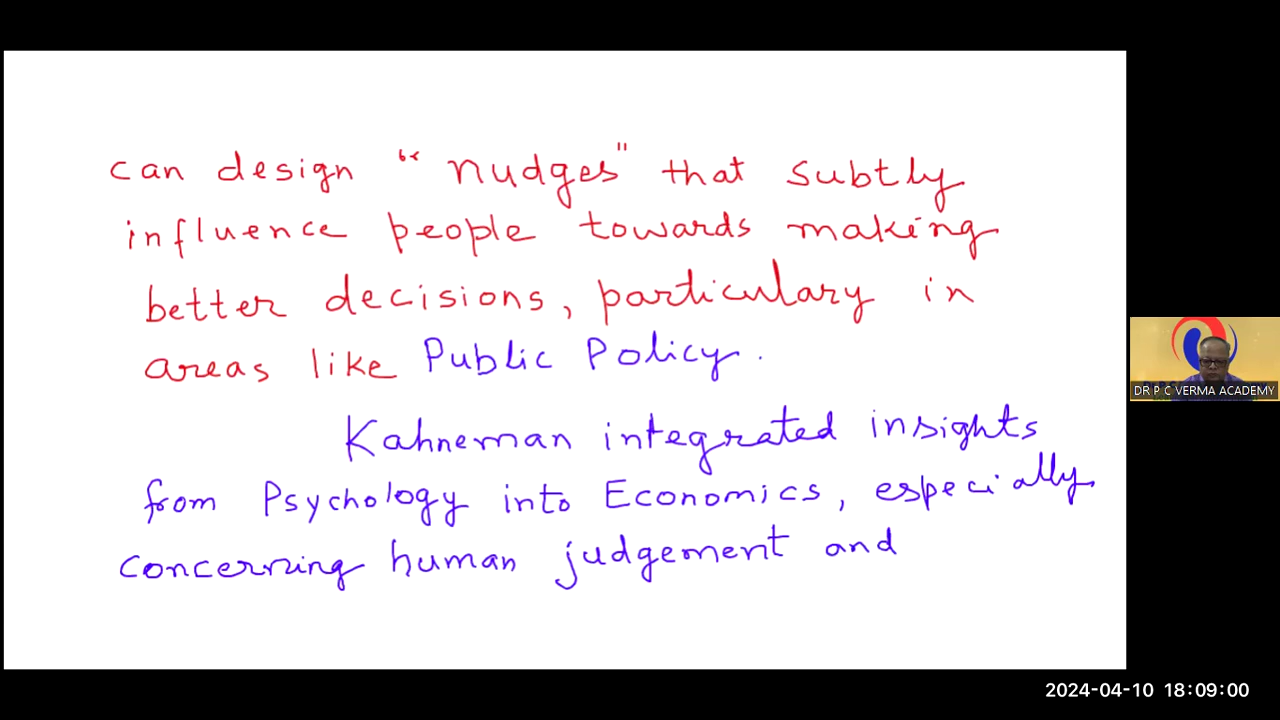 can design “nudges" that subtly
influence people towards making
better decisions, particulary in
areas like Public Policy.
Kahneman integrated insights
from Psychology into Economics, especially
concerning human judgement and
DR P C VERMA ACADEMY
2024-04-10 18:09:00